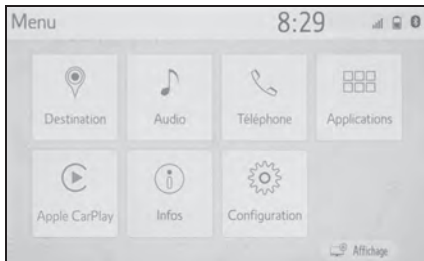 Menu 8:29
Destination Audio Téléphone Applications
Apple CarPlay Infos Configuration
Affichage